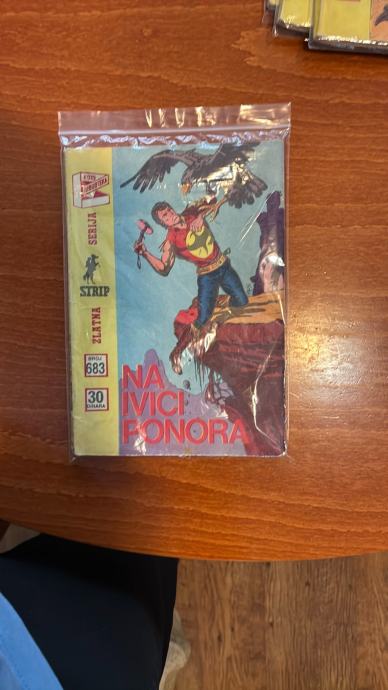 ZLATNA STRIP SERIJA
BROJ
683
30
DINARA
NA
IVICI
PONORA